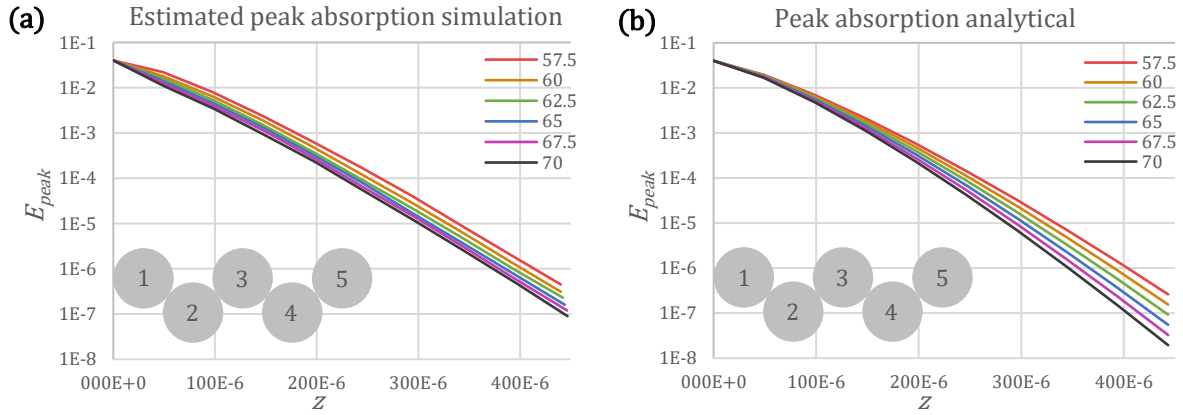 (a)
Estimated peak absorption simulation
1E-1
1E-2
1E-3
1E-4
1E-5
1E-6
1E-7
1E-8
E_peak
57.5
60
62.5
65
67.5
70
1
2
3
4
5
000E+0
100E-6
200E-6
300E-6
400E-6
z
(b)
Peak absorption analytical
1E-1
1E-2
1E-3
1E-4
1E-5
1E-6
1E-7
1E-8
E_peak
57.5
60
62.5
65
67.5
70
1
2
3
4
5
000E+0
100E-6
200E-6
300E-6
400E-6
z